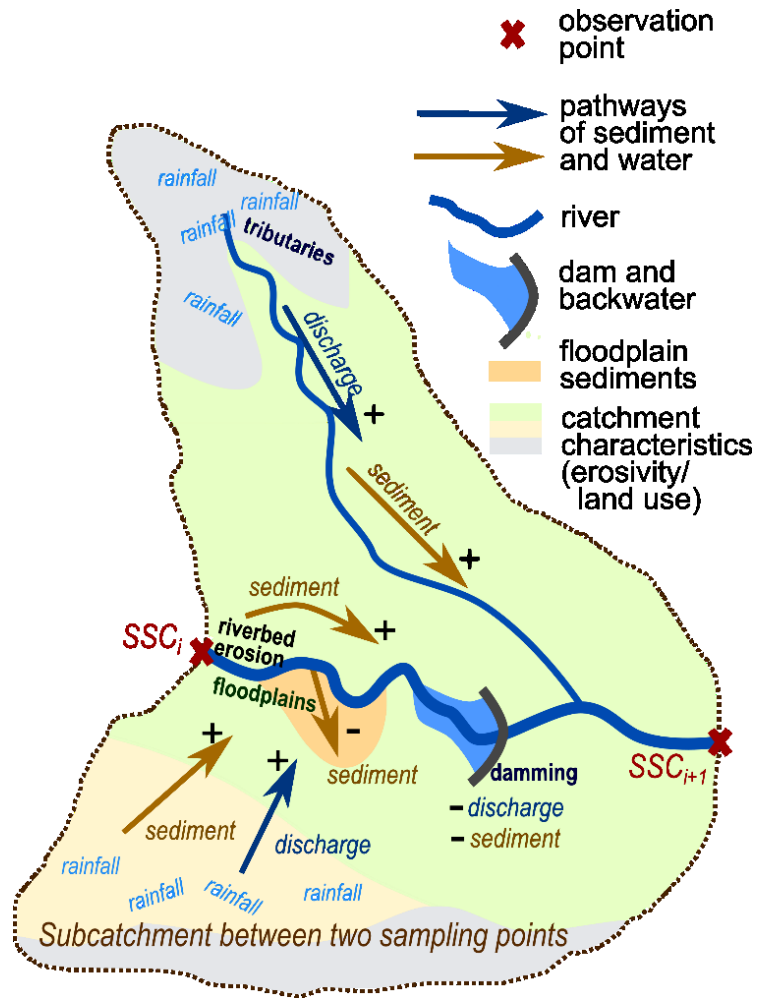 observation
point
pathways
of sediment
and water
river
dam and
backwater
floodplain
sediments
catchment
characteristics
(erosivity/
land use)
rainfall
rainfall
rainfall
tributaries
rainfall
discharge
+
sediment
+
sediment
+
SSCi
riverbed
erosion
floodplains
+
-
+
sediment
SSCi+1
damming
- discharge
- sediment
sediment
discharge
rainfall
rainfall
rainfall
rainfall
Subcatchment between two sampling points